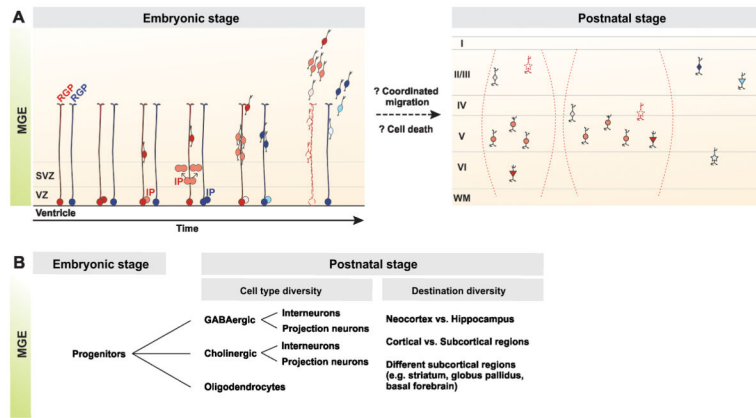 A
Embryonic stage
Postnatal stage
MGE
RGP
RGP
SVZ
VZ
IP
IP
IP
Ventricle
Time
? Coordinated
migration
? Cell death
I
II/III
IV
V
VI
WM
B
Embryonic stage
Postnatal stage
Cell type diversity
Destination diversity
MGE
Progenitors
GABAergic
Interneurons
Projection neurons
Cholinergic
Interneurons
Projection neurons
Oligodendrocytes
Neocortex vs. Hippocampus
Cortical vs. Subcortical regions
Different subcortical regions
(e.g. striatum, globus pallidus,
basal forebrain)